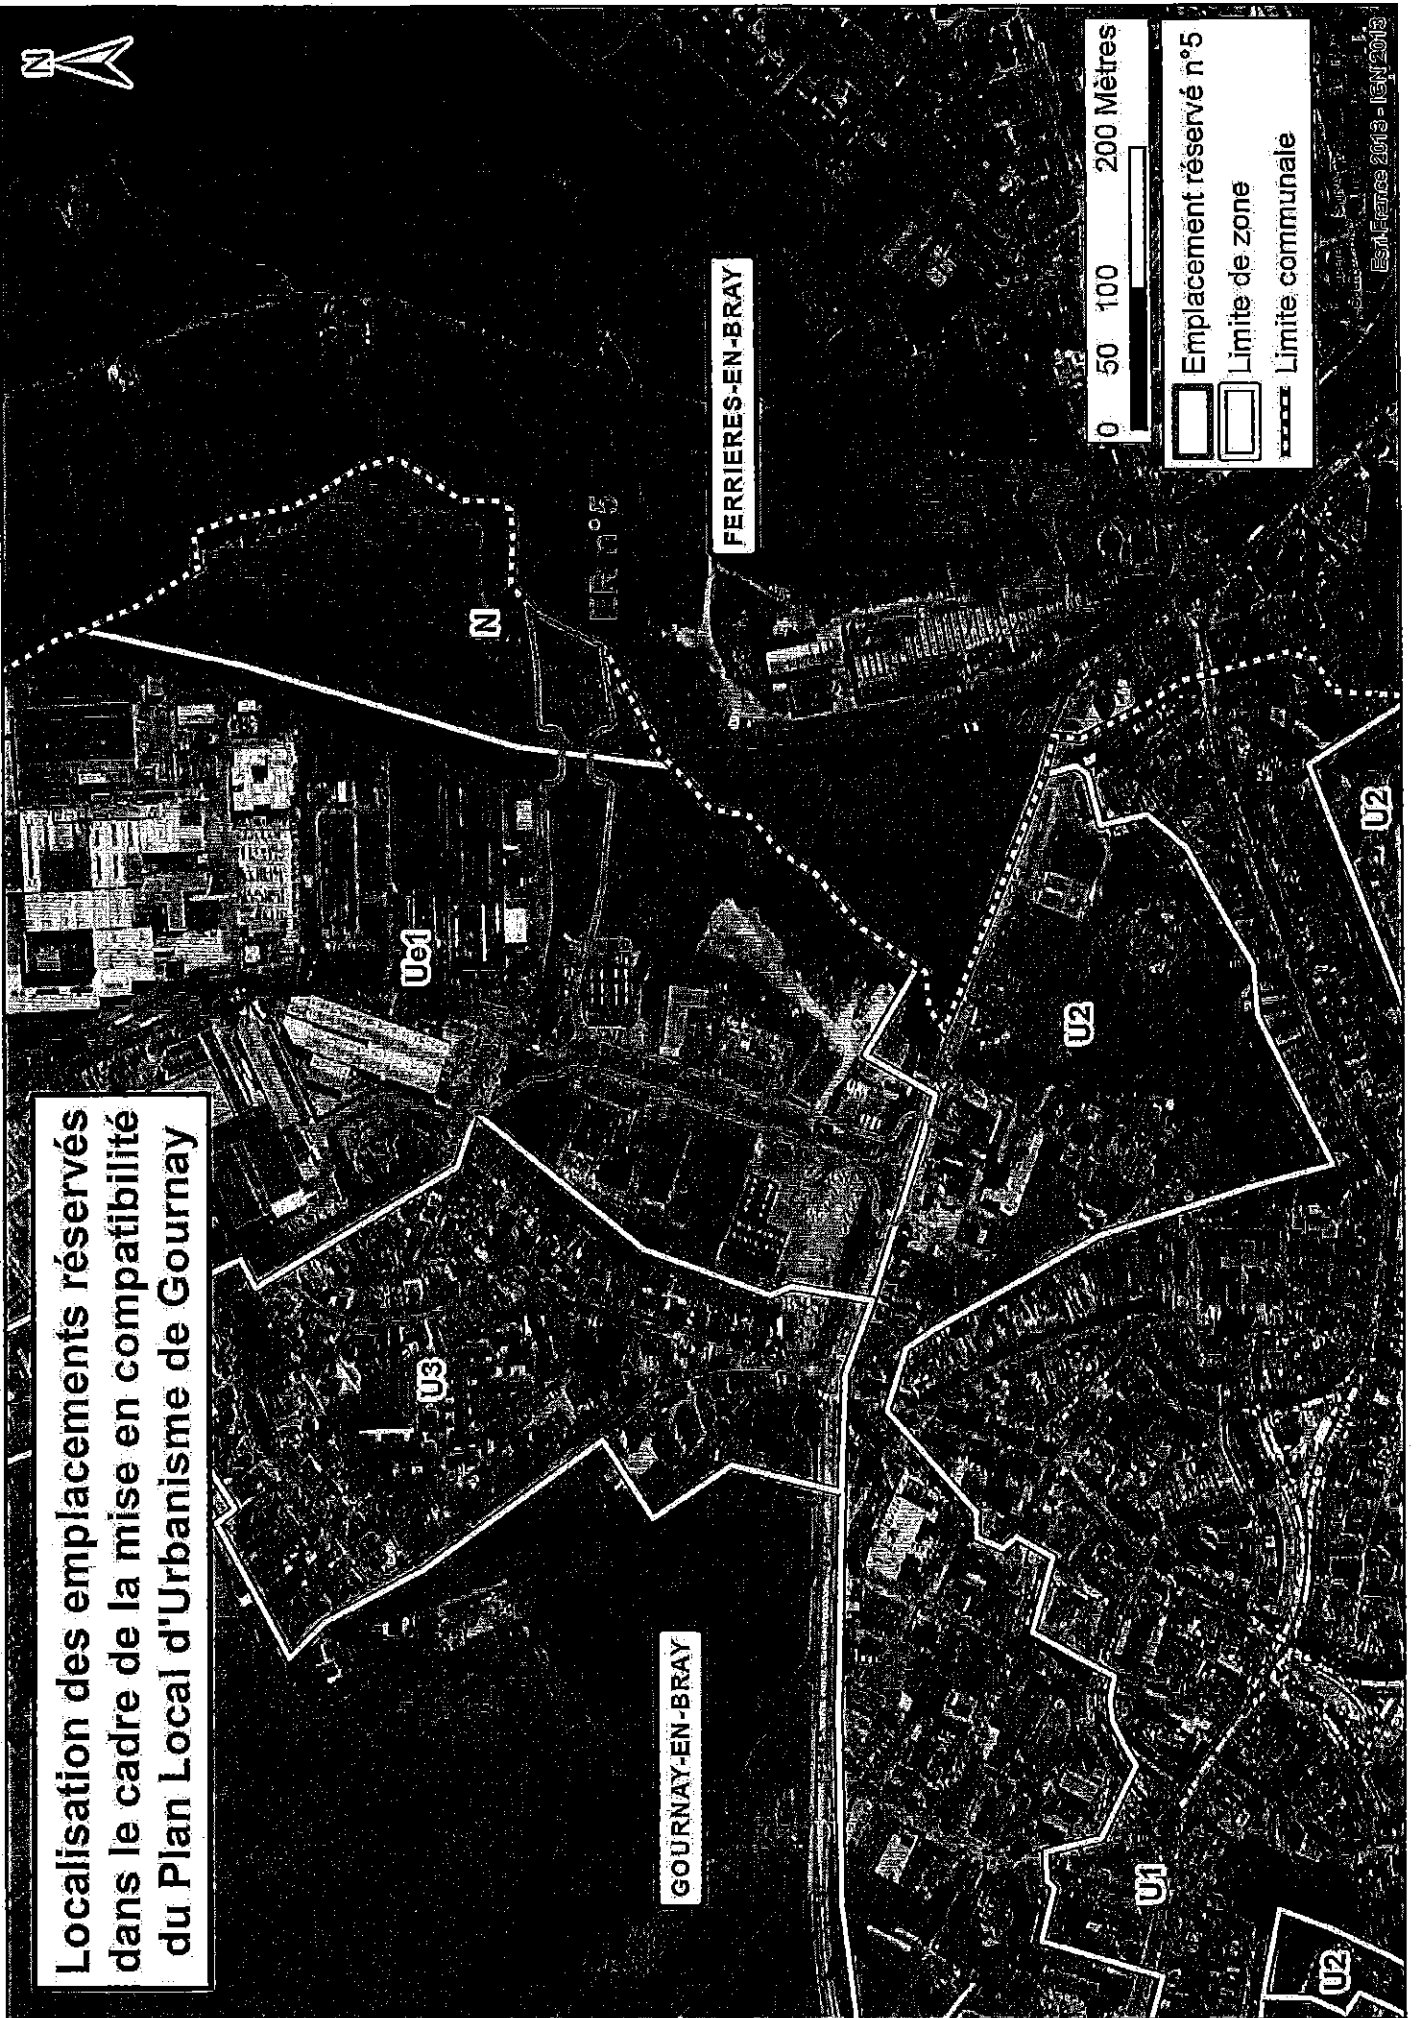 Localisation des emplacements réservés
dans le cadre de la mise en compatibilité
du Plan Local d'Urbanisme de Gournay
N
U3
Ue1
N
ER n°5
GOURNAY-EN-BRAY
FERRIERES-EN-BRAY
U2
U1
U2
U2
0 50 100 200 Mètres
Emplacement réservé n°5
Limite de zone
Limite communale
Esri France 2013 - IGN 2013